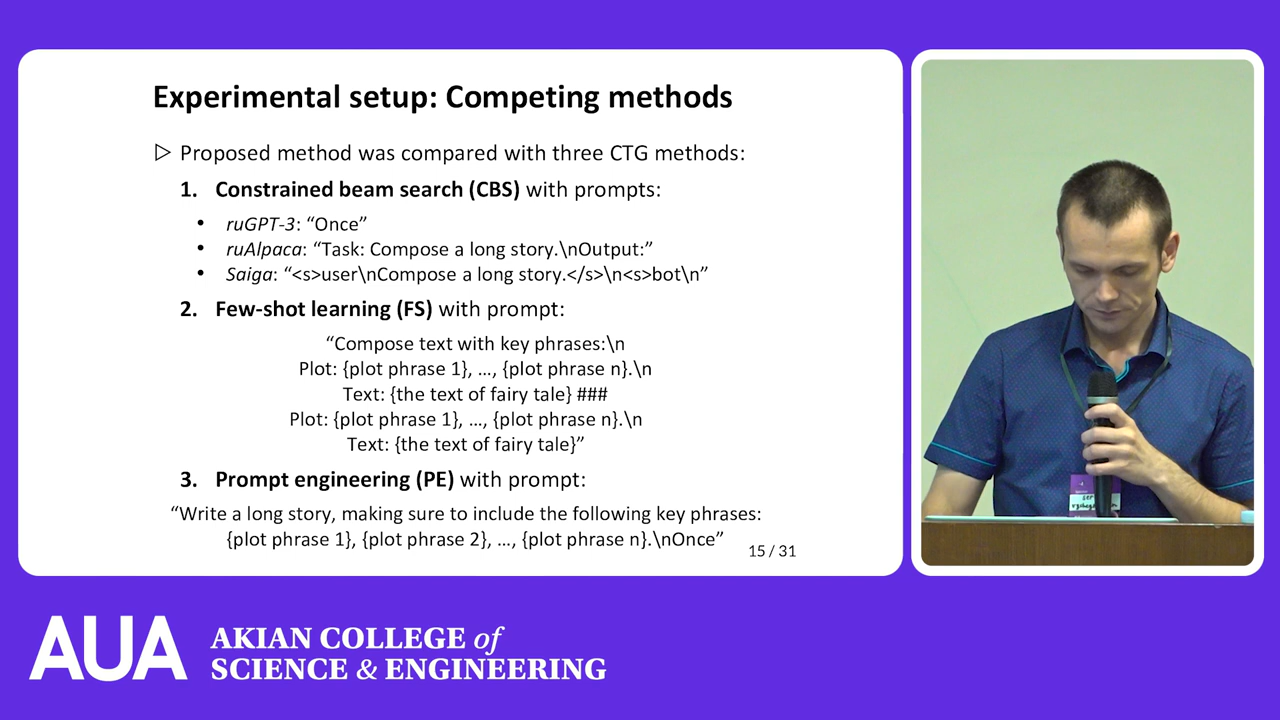 Experimental setup: Competing methods
▷ Proposed method was compared with three CTG methods:
1. Constrained beam search (CBS) with prompts:
• ruGPT-3: “Once”
• ruAlpaca: “Task: Compose a long story.\nOutput:”
• Saiga: “<s>user\nCompose a long story.</s>\n<s>bot\n”
2. Few-shot learning (FS) with prompt:
“Compose text with key phrases:\n
Plot: {plot phrase 1}, …, {plot phrase n}.\n
Text: {the text of fairy tale} ###
Plot: {plot phrase 1}, …, {plot phrase n}.\n
Text: {the text of fairy tale}”
3. Prompt engineering (PE) with prompt:
“Write a long story, making sure to include the following key phrases:
{plot phrase 1}, {plot phrase 2}, …, {plot phrase n}.\nOnce”
15 / 31
AUA
AKIAN COLLEGE of
SCIENCE & ENGINEERING